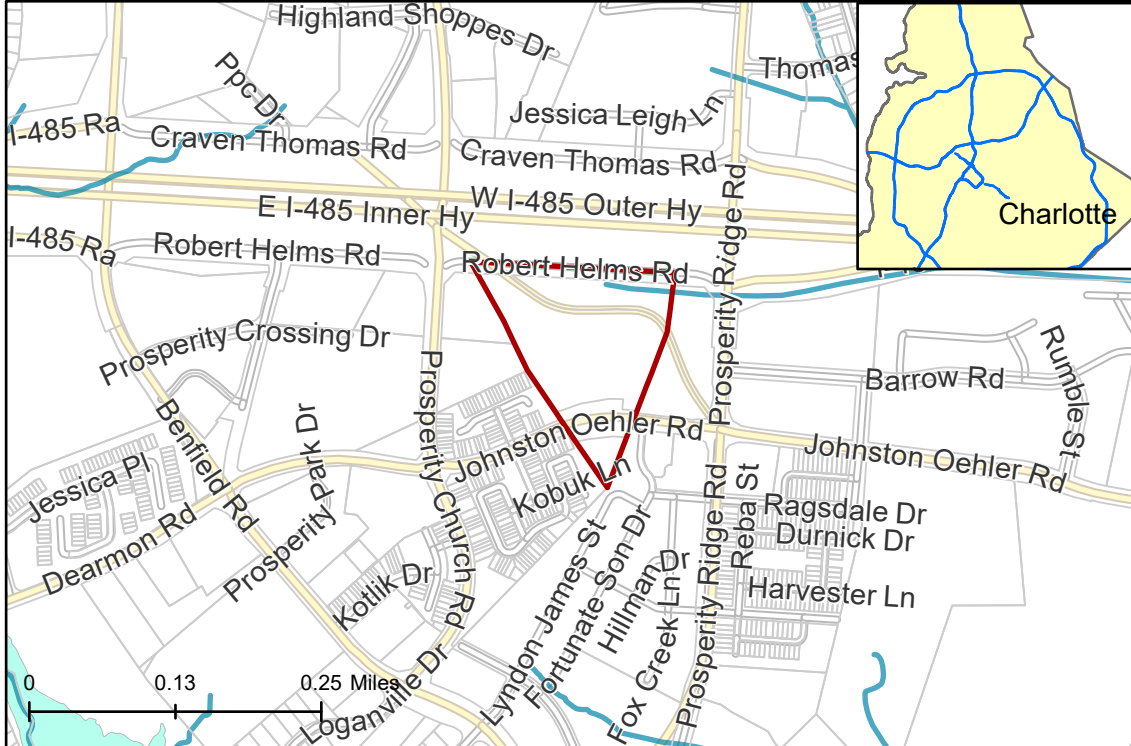 Highland Shoppes Dr
Ppc Dr
Thomas
Jessica Leigh Ln
I-485 Ra
Craven Thomas Rd
Craven Thomas Rd
W I-485 Outer Hy
E I-485 Inner Hy
Charlotte
I-485 Ra
Robert Helms Rd
Robert Helms Rd
Prosperity Ridge Rd
Prosperity Crossing Dr
Prosperity Church Rd
Barrow Rd
Rumble St
Benfield Rd
Prosperity Park Dr
Johnston Oehler Rd
Johnston Oehler Rd
Jessica Pl
Kobuk Ln
Prosperity Ridge Rd
Reba St
Ragsdale Dr
Durnick Dr
Dearmon Rd
Kotlik Dr
Lyndon James St
Fortunate Son Dr
Hillman Dr
Fox Creek Ln
Harvester Ln
Loganville Dr
0 0.13 0.25 Miles